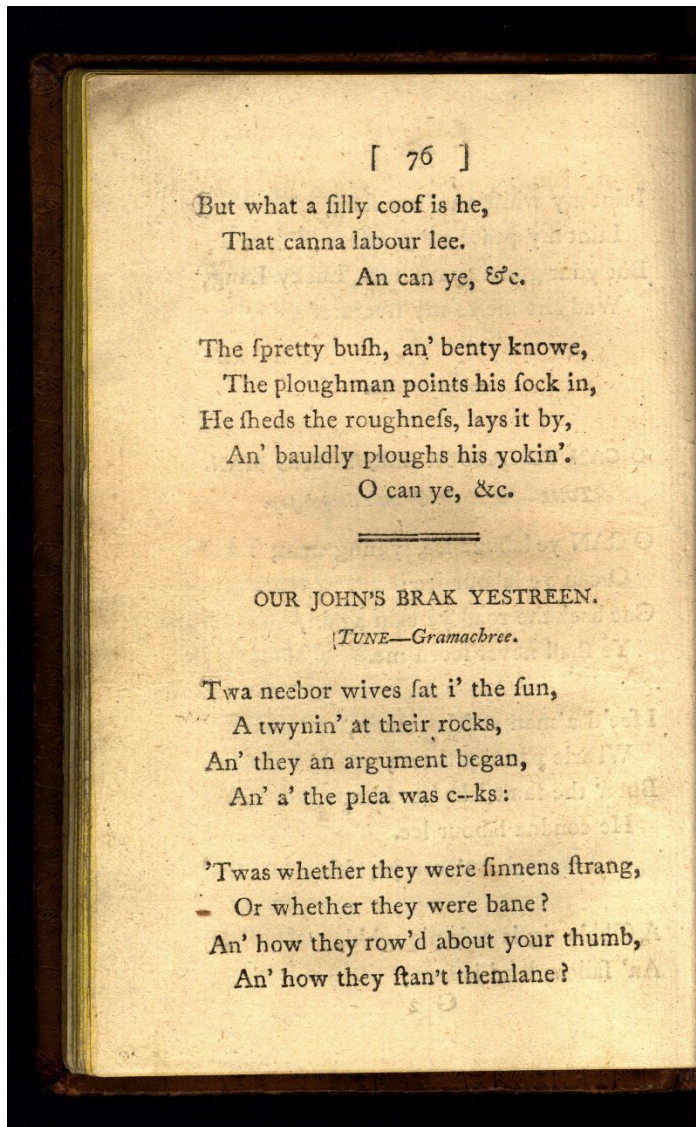 [ 76 ]
But what a ſilly coof is he,
That canna labour lee.
An can ye, &c.
The ſpretty buſh, an' benty knowe,
The ploughman points his ſock in,
He ſheds the roughneſs, lays it by,
An' bauldly ploughs his yokin'.
O can ye, &c.
OUR JOHN'S BRAK YESTREEN.
TUNE—Gramachree.
Twa neebor wives ſat i' the ſun,
A twynin' at their rocks,
An' they an argument began,
An' a' the plea was c--ks:
'Twas whether they were ſinnens ſtrang,
Or whether they were bane?
An' how they row'd about your thumb,
An' how they ſtan't themlane?